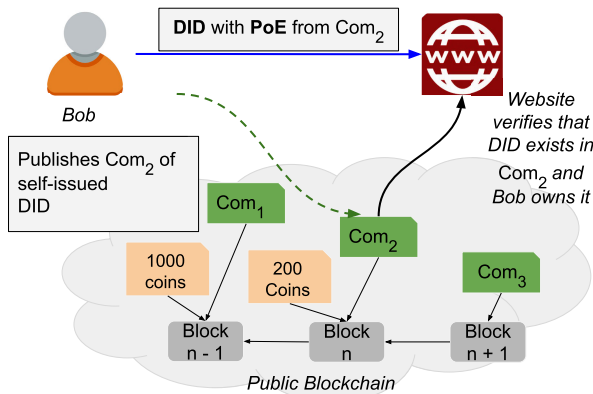 DID with PoE from Com2
WWW
Bob
Website
verifies that
DID exists in
Com2 and
Bob owns it
Publishes Com2 of
self-issued
DID
Com1
Com2
1000
coins
200
Coins
Com3
Block
n - 1
Block
n
Block
n + 1
Public Blockchain